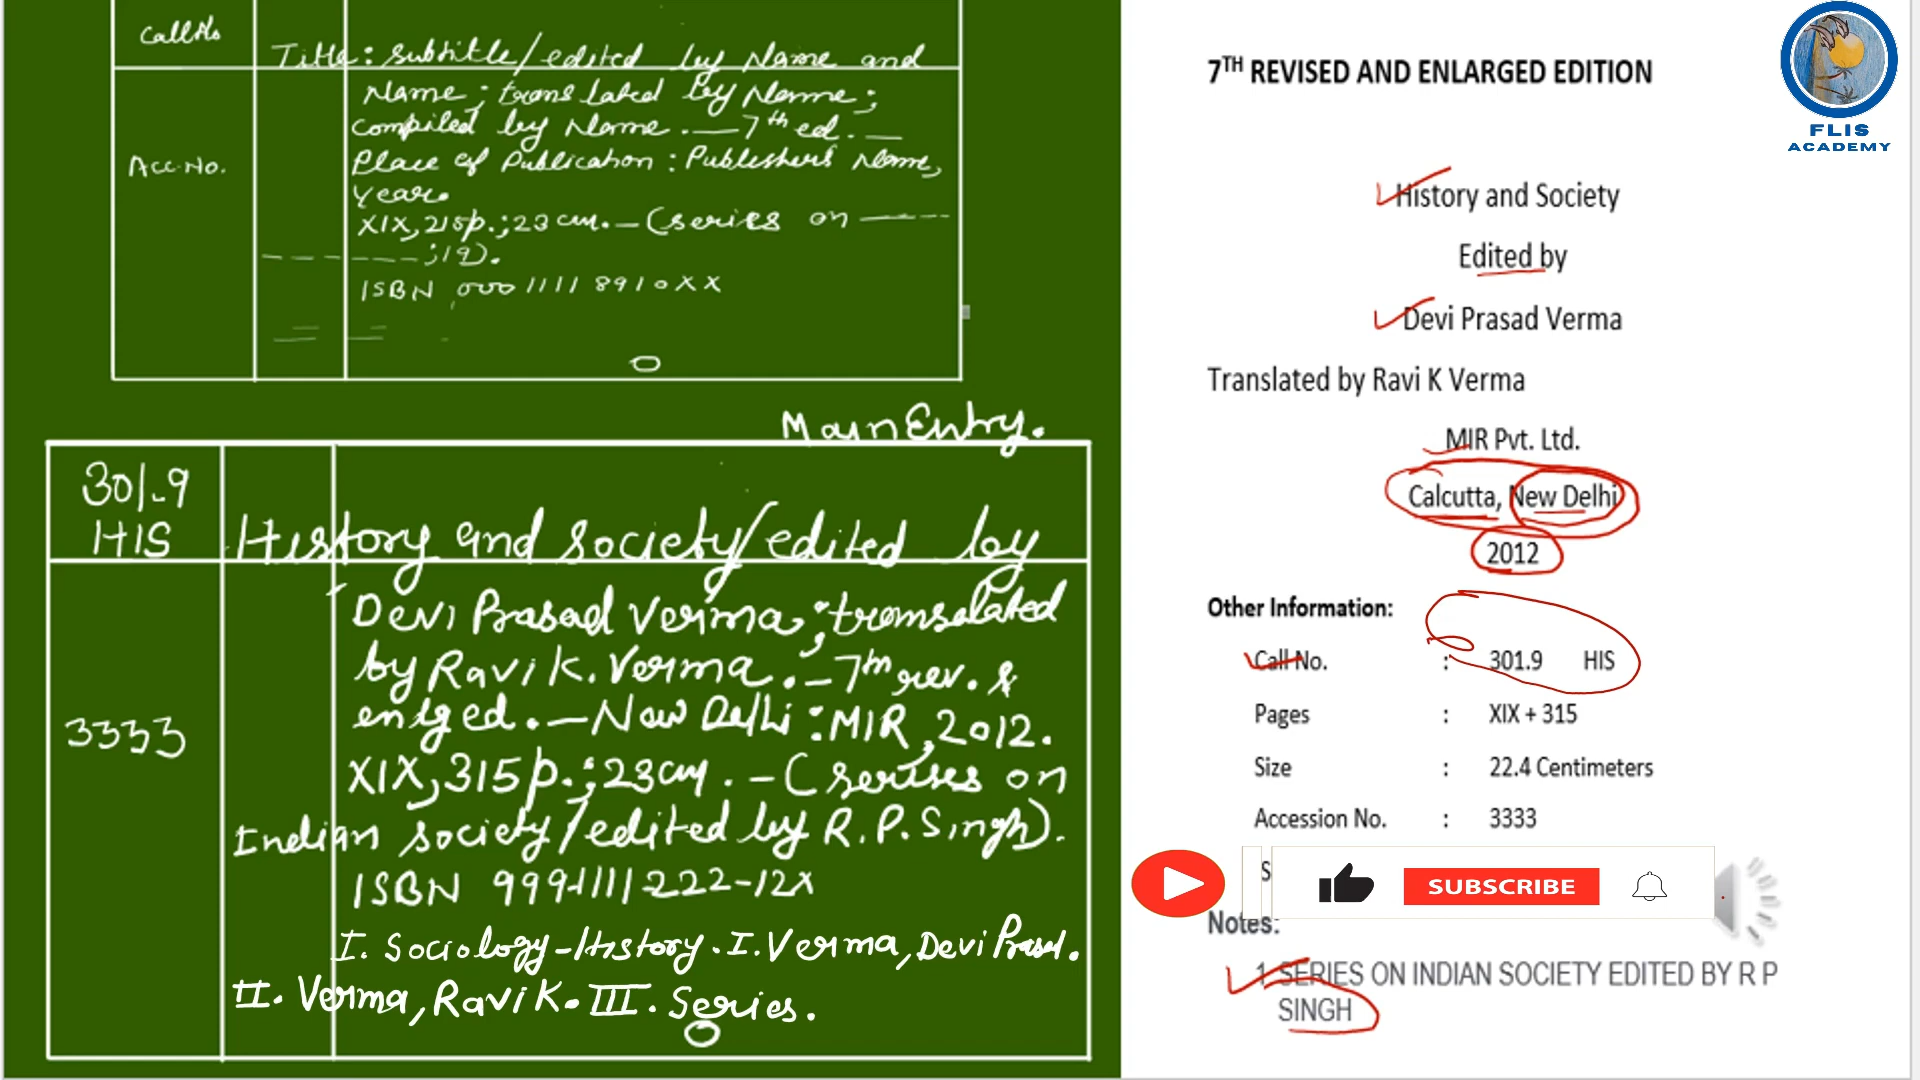 Call No
Title: Subtitle/edited by Name and
Name; translated by Name;
compiled by Name.—7th ed.—
Acc. No.
Place of Publication: Publishers Name,
Year.
XIX, 215p.; 23 cm. – (series on
; 19).
ISBN 00011118910XX
Main Entry.
301.9
HIS
History and society/edited by
Devi Prasad Verma; translated
by Ravi K. Verma. – 7th rev. &
enlged. – New Delhi: MIR, 2012.
3333
XIX, 315p.; 23cm. – (series on
Indian society/edited by R.P. Singh).
ISBN 999-1111-222-12X
I. Sociology-History. I. Verma, Devi Prasad.
II. Verma, Ravi K. III. Series.
7TH REVISED AND ENLARGED EDITION
FLIS
ACADEMY
History and Society
Edited by
Devi Prasad Verma
Translated by Ravi K Verma
MIR Pvt. Ltd.
Calcutta, New Delhi
2012
Other Information:
Call No. : 301.9 HIS
Pages : XIX + 315
Size : 22.4 Centimeters
Accession No. : 3333
SUBSCRIBE
Notes:
1. SERIES ON INDIAN SOCIETY EDITED BY R P
SINGH